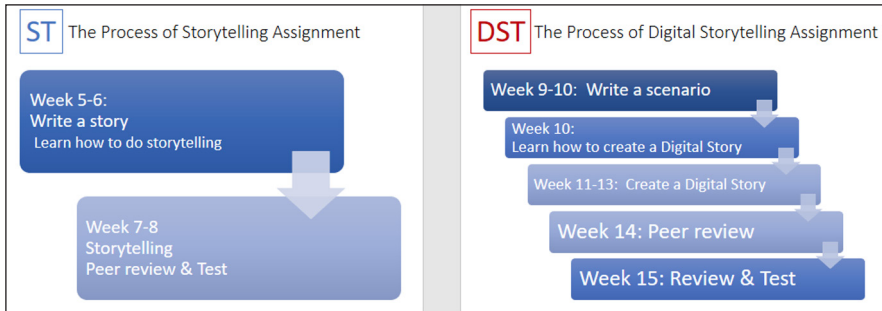 ST The Process of Storytelling Assignment
Week 5-6:
Write a story
Learn how to do storytelling
Week 7-8
Storytelling
Peer review & Test
DST The Process of Digital Storytelling Assignment
Week 9-10: Write a scenario
Week 10:
Learn how to create a Digital Story
Week 11-13: Create a Digital Story
Week 14: Peer review
Week 15: Review & Test